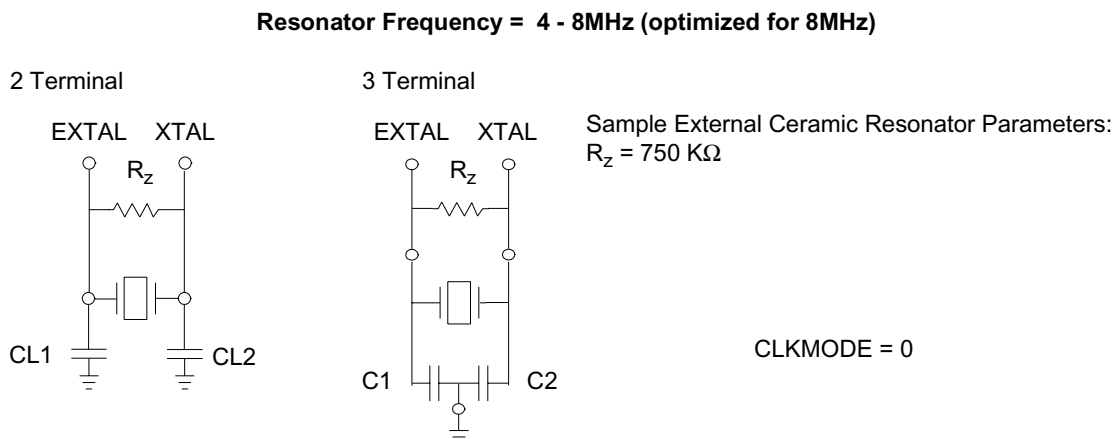 Resonator Frequency = 4 - 8MHz (optimized for 8MHz)
2 Terminal
3 Terminal
EXTAL XTAL
Rz
CL1
CL2
EXTAL XTAL
Rz
C1
C2
Sample External Ceramic Resonator Parameters:
Rz = 750 KΩ
CLKMODE = 0